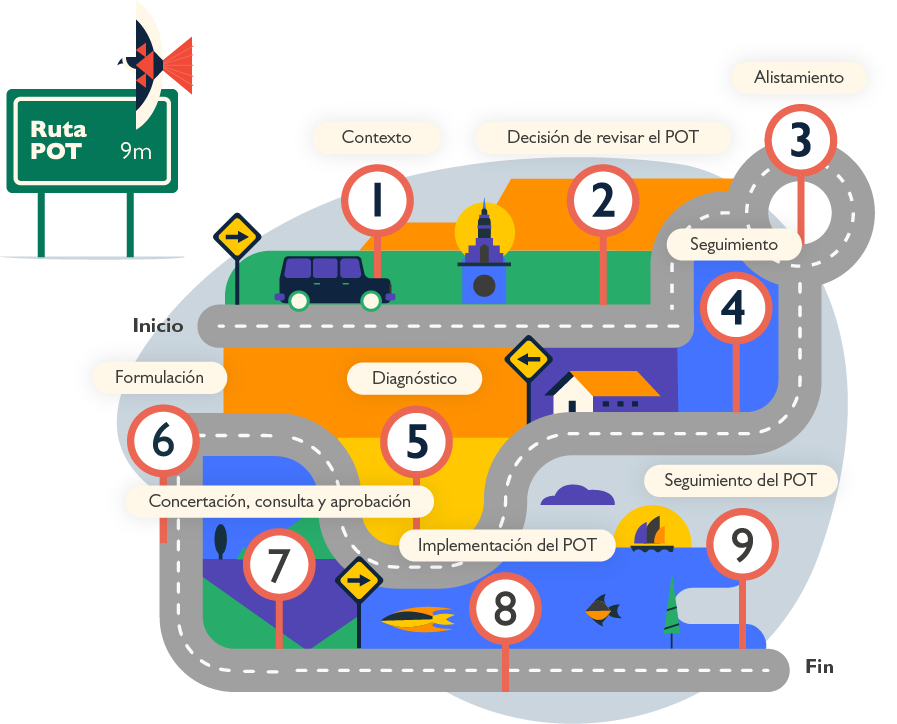 Ruta
POT 9m
Alistamiento
3
Contexto
1
Decisión de revisar el POT
2
Seguimiento
4
Inicio
Formulación
6
Diagnóstico
5
Seguimiento del POT
9
Concertación, consulta y aprobación
7
Implementación del POT
8
Fin